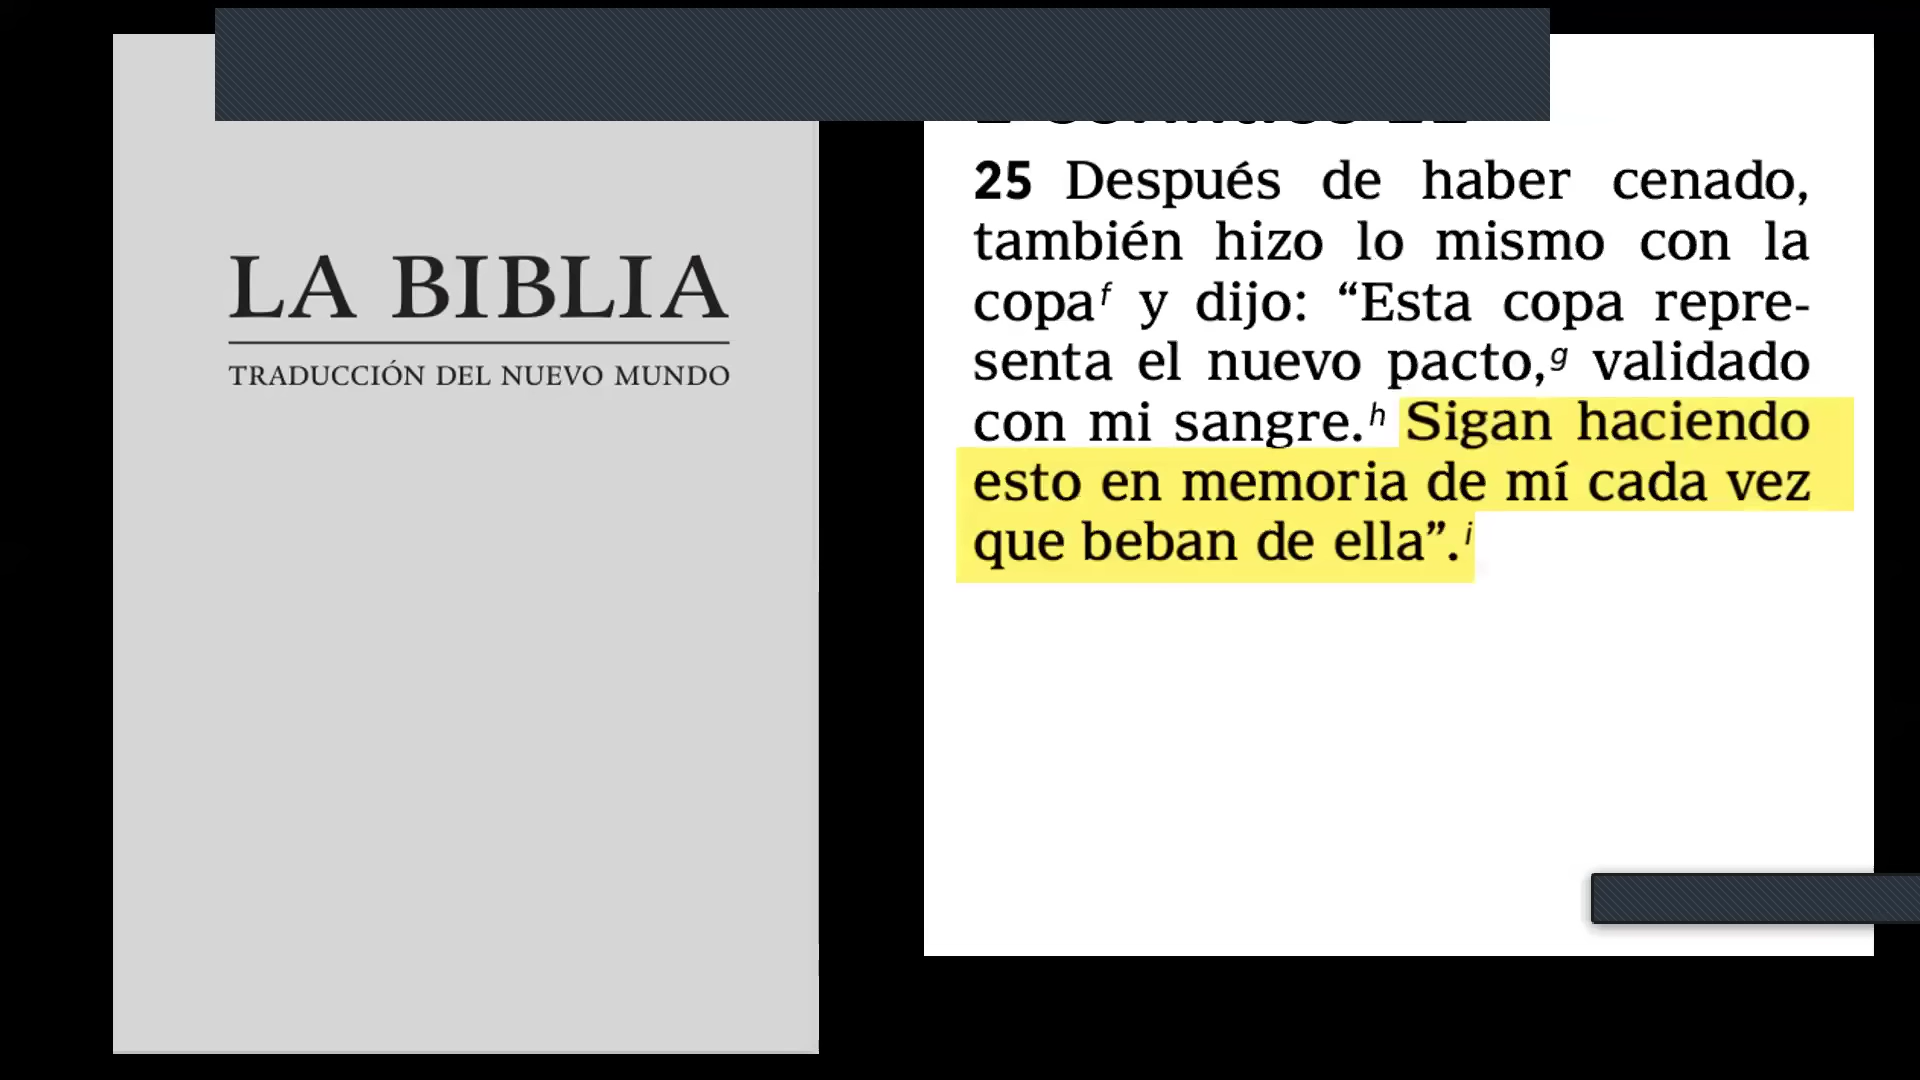 LA BIBLIA
TRADUCCIÓN DEL NUEVO MUNDO
25 Después de haber cenado,
también hizo lo mismo con la
copaᶠ y dijo: “Esta copa repre-
senta el nuevo pacto,ᵍ validado
con mi sangre.ʰ Sigan haciendo
esto en memoria de mí cada vez
que beban de ella”.ⁱ